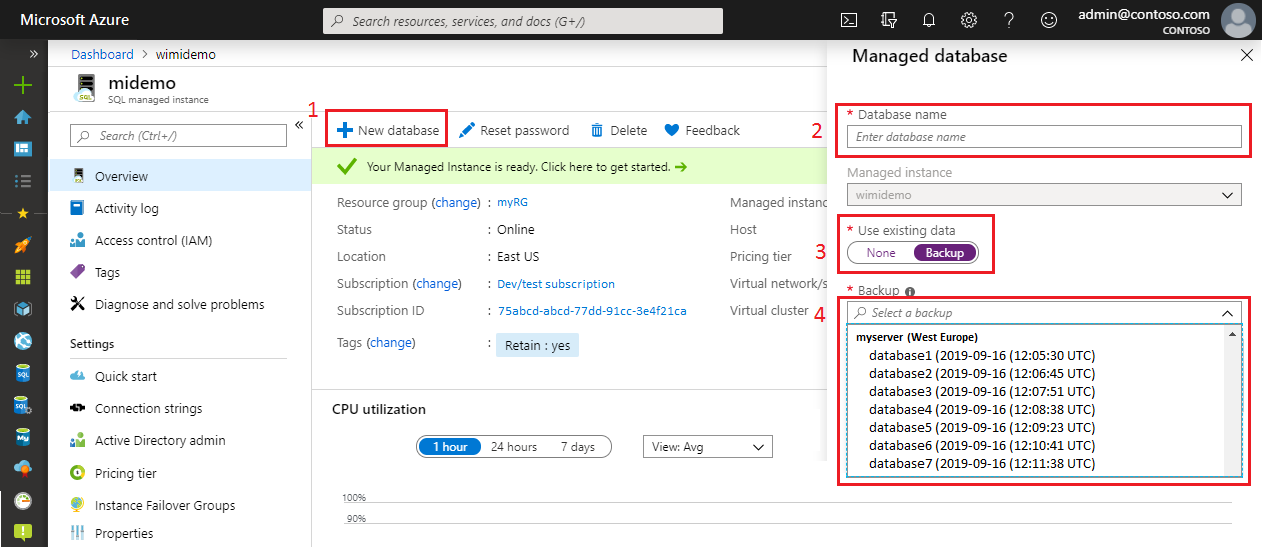 Microsoft Azure
Search resources, services, and docs (G+/)
admin@contoso.com
CONTOSO
Dashboard > wimidemo
midemo
SQL managed instance
Search (Ctrl+/)
Overview
Activity log
Access control (IAM)
Tags
Diagnose and solve problems
Settings
Quick start
Connection strings
Active Directory admin
Pricing tier
Instance Failover Groups
Properties
1
New database
Reset password
Delete
Feedback
Your Managed Instance is ready. Click here to get started.
Resource group (change) : myRG
Status : Online
Location : East US
Subscription (change) : Dev/test subscription
Subscription ID : 75abcd-abcd-77dd-91cc-3e4f21ca
Tags (change) : Retain : yes
Managed instanc
Host
Pricing tier
Virtual network/s
Virtual cluster
CPU utilization
1 hour 24 hours 7 days
View: Avg
100%
90%
Managed database
2
* Database name
Enter database name
Managed instance
wimidemo
3
* Use existing data
None Backup
4
* Backup
Select a backup
myserver (West Europe)
database1 (2019-09-16 (12:05:30 UTC)
database2 (2019-09-16 (12:06:45 UTC)
database3 (2019-09-16 (12:07:51 UTC)
database4 (2019-09-16 (12:08:38 UTC)
database5 (2019-09-16 (12:09:23 UTC)
database6 (2019-09-16 (12:10:41 UTC)
database7 (2019-09-16 (12:11:38 UTC)